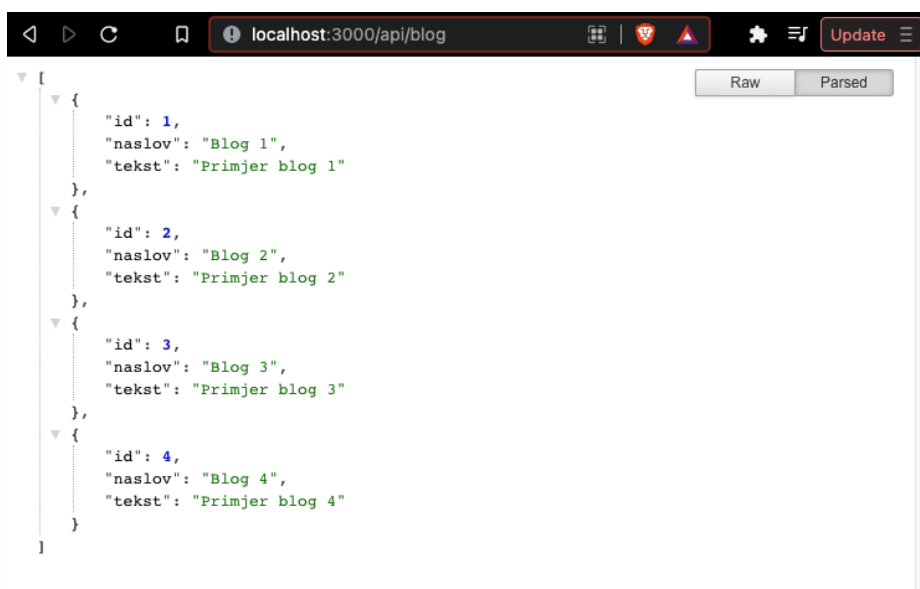 localhost:3000/api/blog
Update
Raw
Parsed
[
{
"id": 1,
"naslov": "Blog 1",
"tekst": "Primjer blog 1"
},
{
"id": 2,
"naslov": "Blog 2",
"tekst": "Primjer blog 2"
},
{
"id": 3,
"naslov": "Blog 3",
"tekst": "Primjer blog 3"
},
{
"id": 4,
"naslov": "Blog 4",
"tekst": "Primjer blog 4"
}
]